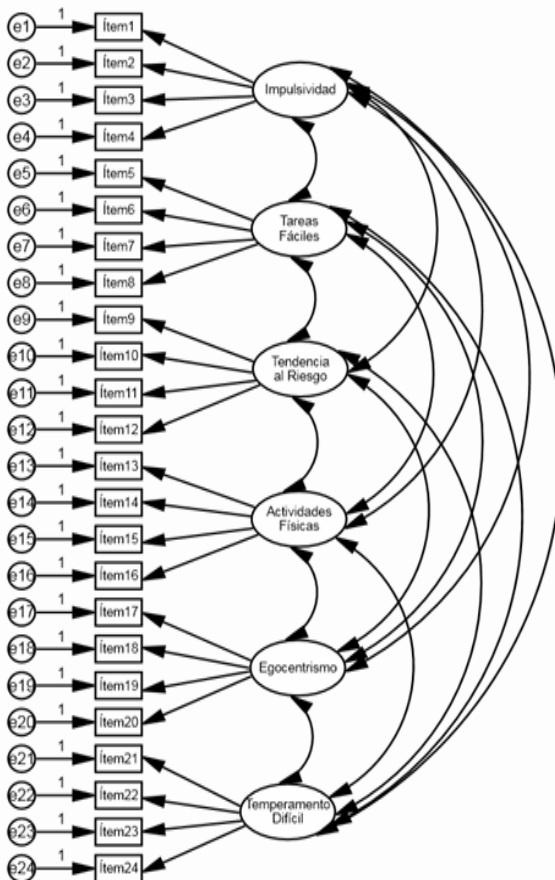 e1 1 Ítem1
e2 1 Ítem2
Impulsividad
e3 1 Ítem3
e4 1 Ítem4
e5 1 Ítem5
e6 1 Ítem6
Tareas
Fáciles
e7 1 Ítem7
e8 1 Ítem8
e9 1 Ítem9
e10 1 Ítem10
Tendencia
al Riesgo
e11 1 Ítem11
e12 1 Ítem12
e13 1 Ítem13
e14 1 Ítem14
Actividades
Físicas
e15 1 Ítem15
e16 1 Ítem16
e17 1 Ítem17
e18 1 Ítem18
Egocentrismo
e19 1 Ítem19
e20 1 Ítem20
e21 1 Ítem21
e22 1 Ítem22
Temperamento
Difícil
e23 1 Ítem23
e24 1 Ítem24